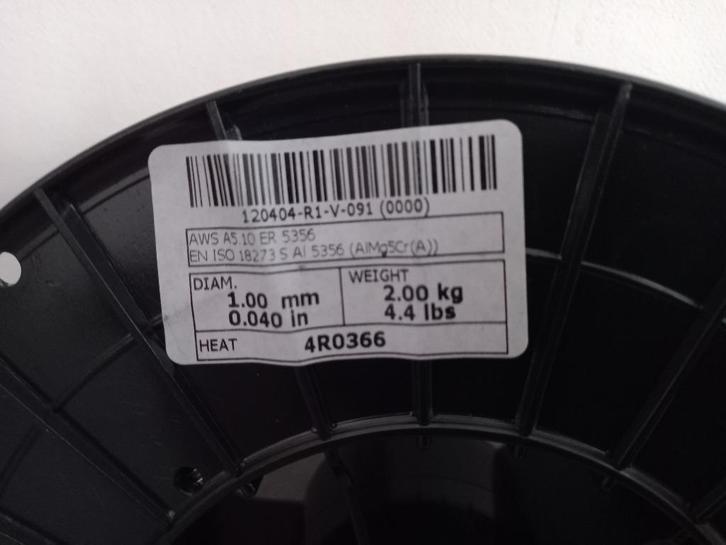 120404-R1-V-091 (0000)
AWS A5.10 ER 5356
EN ISO 18273 S Al 5356 (AlMg5Cr(A))
DIAM.
1.00 mm
0.040 in
WEIGHT
2.00 kg
4.4 lbs
HEAT 4R0366